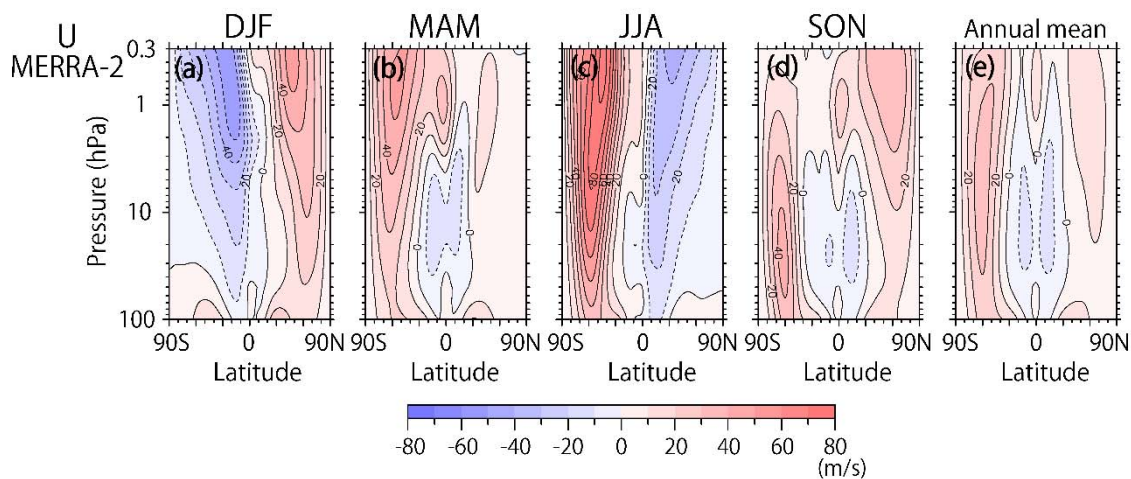 U
MERRA-2
DJF MAM JJA SON Annual mean
(a) (b) (c) (d) (e)
0.3
1
10
100
Pressure (hPa)
40 20 0 40 20
20 40 0 0
20 0 20
20 0 20
20 0 0
90S 0 90N 90S 0 90N 90S 0 90N 90S 0 90N 90S 0 90N
Latitude Latitude Latitude Latitude Latitude
-80 -60 -40 -20 0 20 40 60 80
(m/s)